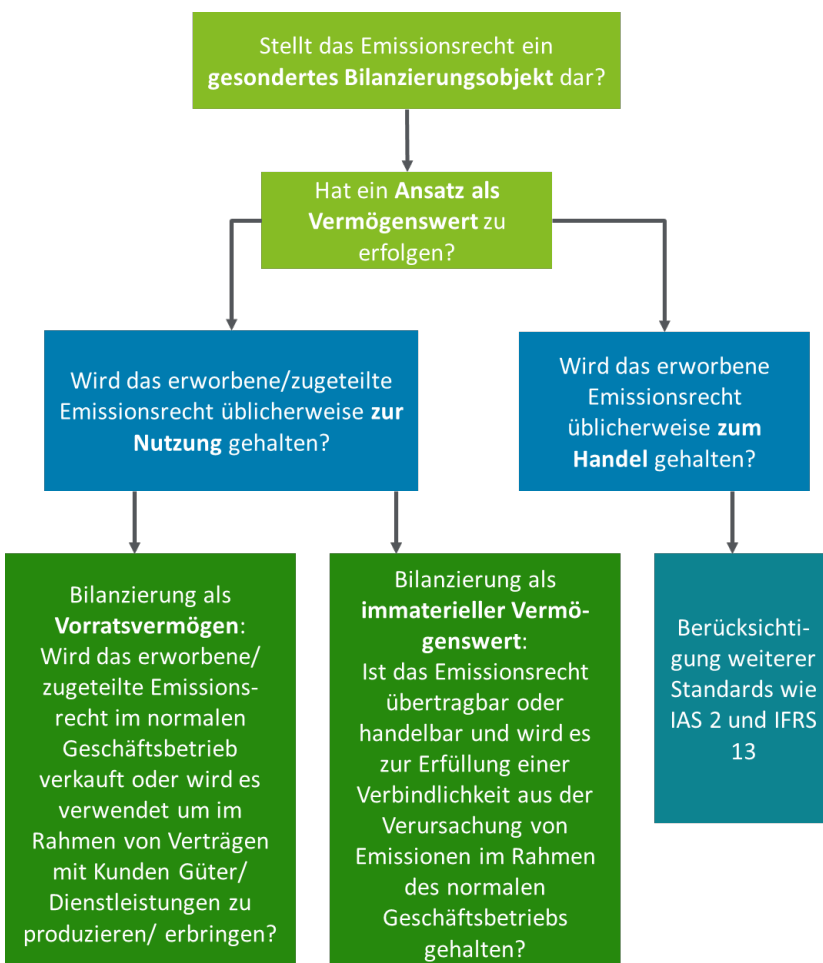 Stellt das Emissionsrecht ein
gesondertes Bilanzierungsobjekt dar?
Hat ein Ansatz als
Vermögenswert zu
erfolgen?
Wird das erworbene/zugeteilte
Emissionsrecht üblicherweise zur
Nutzung gehalten?
Wird das erworbene
Emissionsrecht
üblicherweise zum
Handel gehalten?
Bilanzierung als
Vorratsvermögen:
Wird das erworbene/
zugeteilte Emissions-
recht im normalen
Geschäftsbetrieb
verkauft oder wird es
verwendet um im
Rahmen von Verträgen
mit Kunden Güter/
Dienstleistungen zu
produzieren/ erbringen?
Bilanzierung als
immaterieller Vermö-
genswert:
Ist das Emissionsrecht
übertragbar oder
handelbar und wird es
zur Erfüllung einer
Verbindlichkeit aus der
Verursachung von
Emissionen im Rahmen
des normalen
Geschäftsbetriebs
gehalten?
Berücksichti-
gung weiterer
Standards wie
IAS 2 und IFRS
13